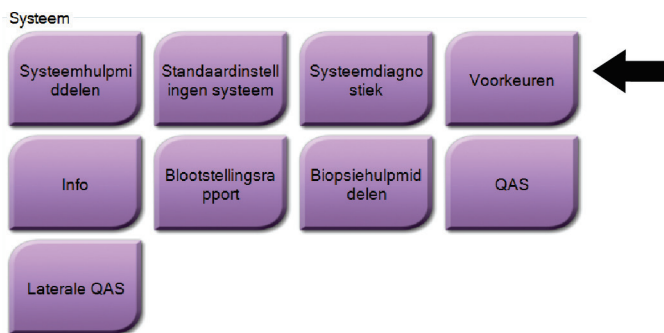 Systeem
Systeemhulpmi
ddelen
Standaardinstell
ingen systeem
Systeemdiagno
stiek
Voorkeuren
Info
Blootstellingsra
pport
Biopsiehulpmid
delen
QAS
Laterale QAS